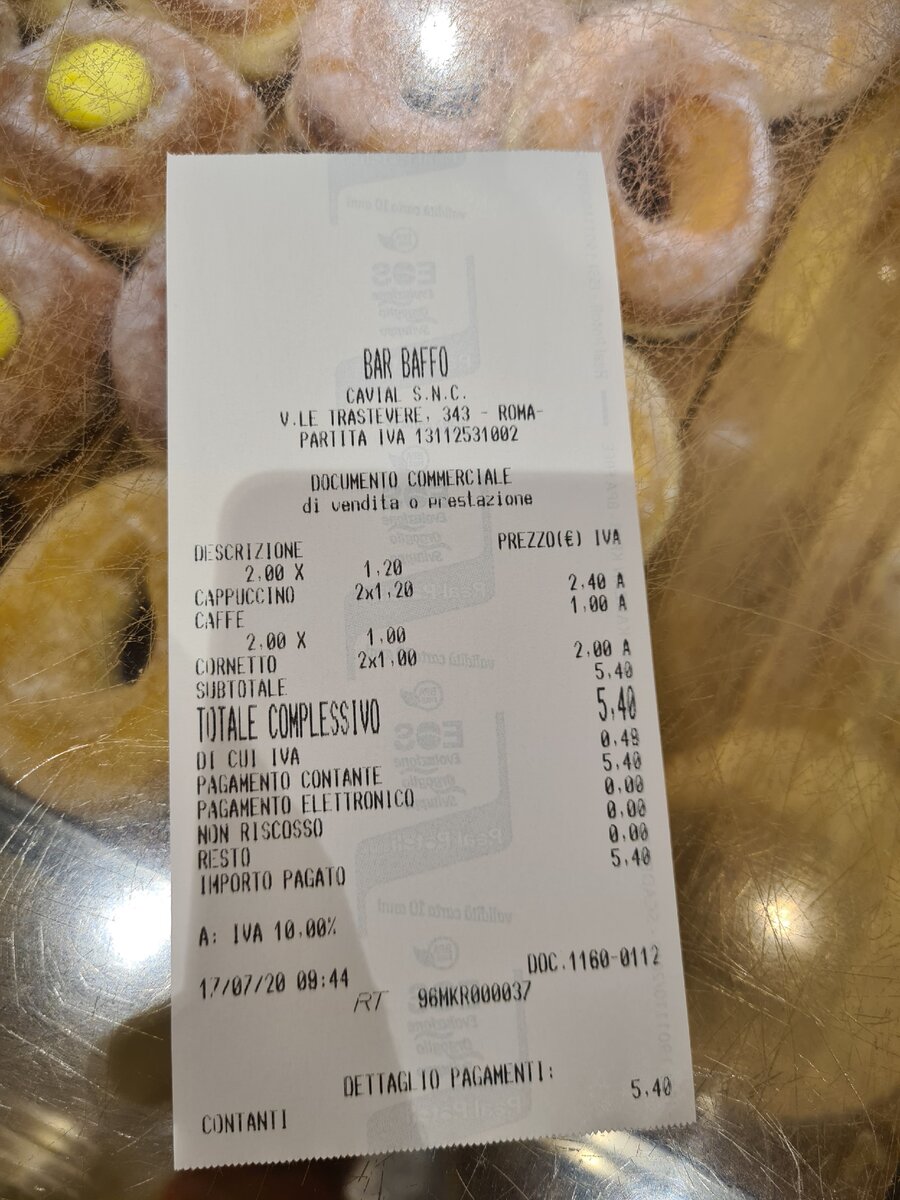 BAR BAFFO
CAVIAL S.N.C.
V.LE TRASTEVERE, 343 - ROMA-
PARTITA IVA 13112531002
DOCUMENTO COMMERCIALE
di vendita o prestazione
DESCRIZIONE PREZZO(€) IVA
2,00 X 1,20
CAPPUCCINO 2x1,20 2,40 A
CAFFE 1,00 A
2,00 X 1,00
CORNETTO 2x1,00 2,00 A
SUBTOTALE 5,40
TOTALE COMPLESSIVO 5,40
DI CUI IVA 0,49
PAGAMENTO CONTANTE 5,40
PAGAMENTO ELETTRONICO 0,00
NON RISCOSSO 0,00
RESTO 0,00
IMPORTO PAGATO 5,40
A: IVA 10,00%
17/07/20 09:44 DOC.1160-0112
RT 96MKR000037
DETTAGLIO PAGAMENTI:
CONTANTI 5,40